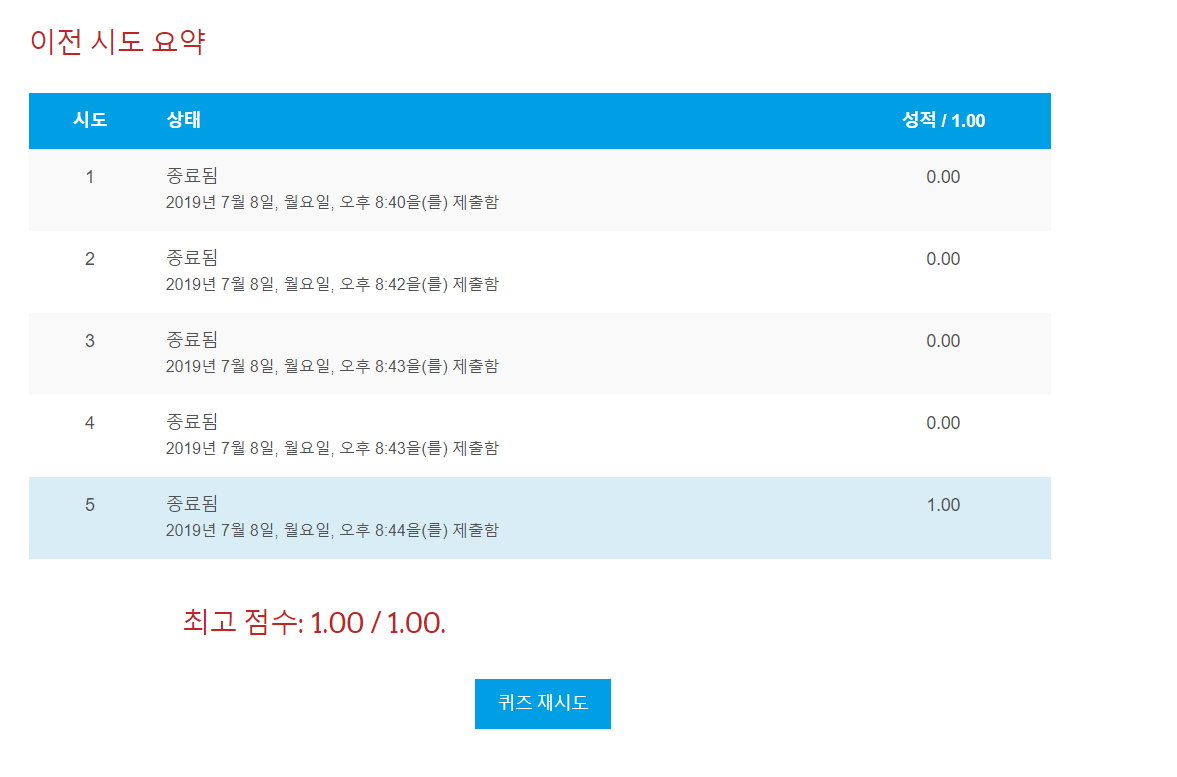 이전 시도 요약
시도 상태 성적 / 1.00
1 종료됨 0.00
2019년 7월 8일, 월요일, 오후 8:40을(를) 제출함
2 종료됨 0.00
2019년 7월 8일, 월요일, 오후 8:42을(를) 제출함
3 종료됨 0.00
2019년 7월 8일, 월요일, 오후 8:43을(를) 제출함
4 종료됨 0.00
2019년 7월 8일, 월요일, 오후 8:43을(를) 제출함
5 종료됨 1.00
2019년 7월 8일, 월요일, 오후 8:44을(를) 제출함
최고 점수: 1.00 / 1.00.
퀴즈 재시도